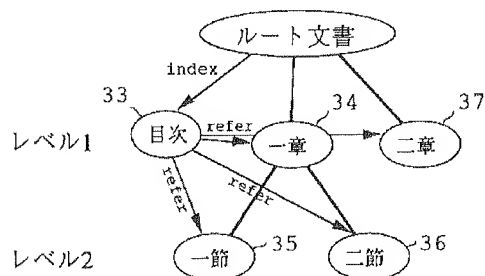 ルート文書
index
33
34
37
レベル1
目次
refer
一章
二章
refer
refer
レベル2
一節
35
二節
36